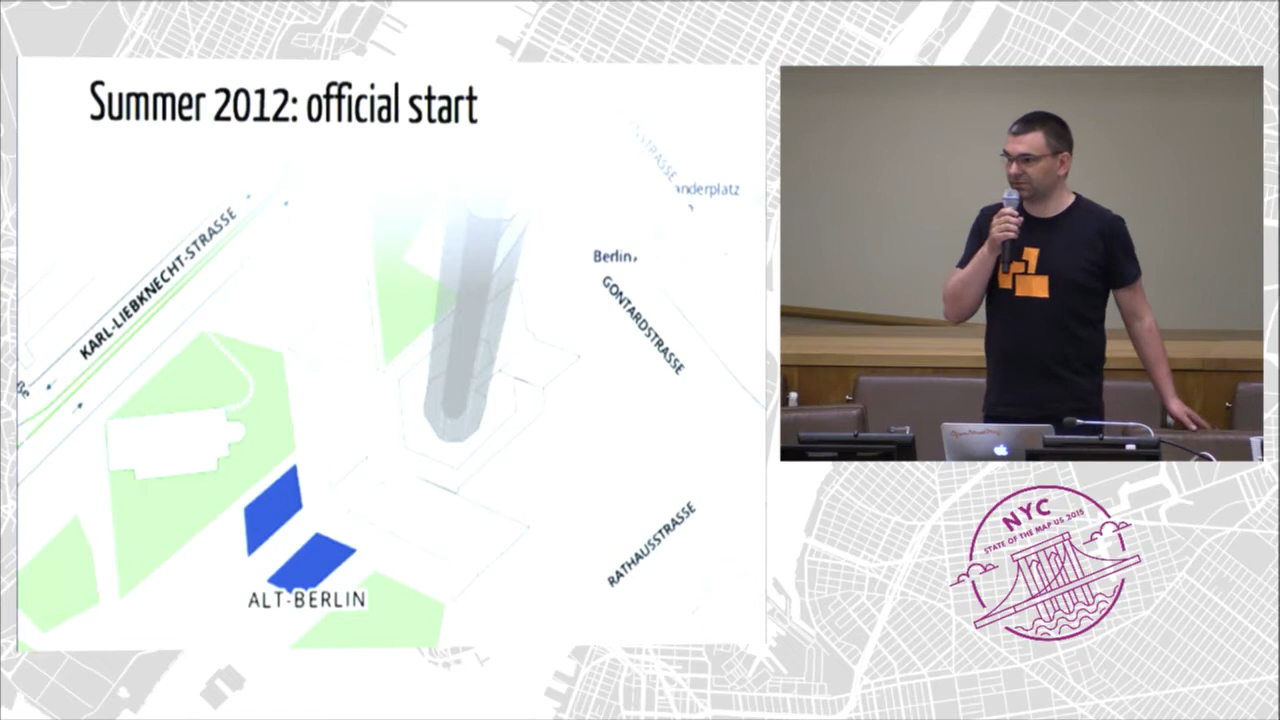 Summer 2012: official start
anderplatz
KARL-LIEBKNECHT-STRASSE
Berlin
GONTARDSTRASSE
RATHAUSSTRASSE
ALT-BERLIN
NYC
STATE OF THE MAP US 2015